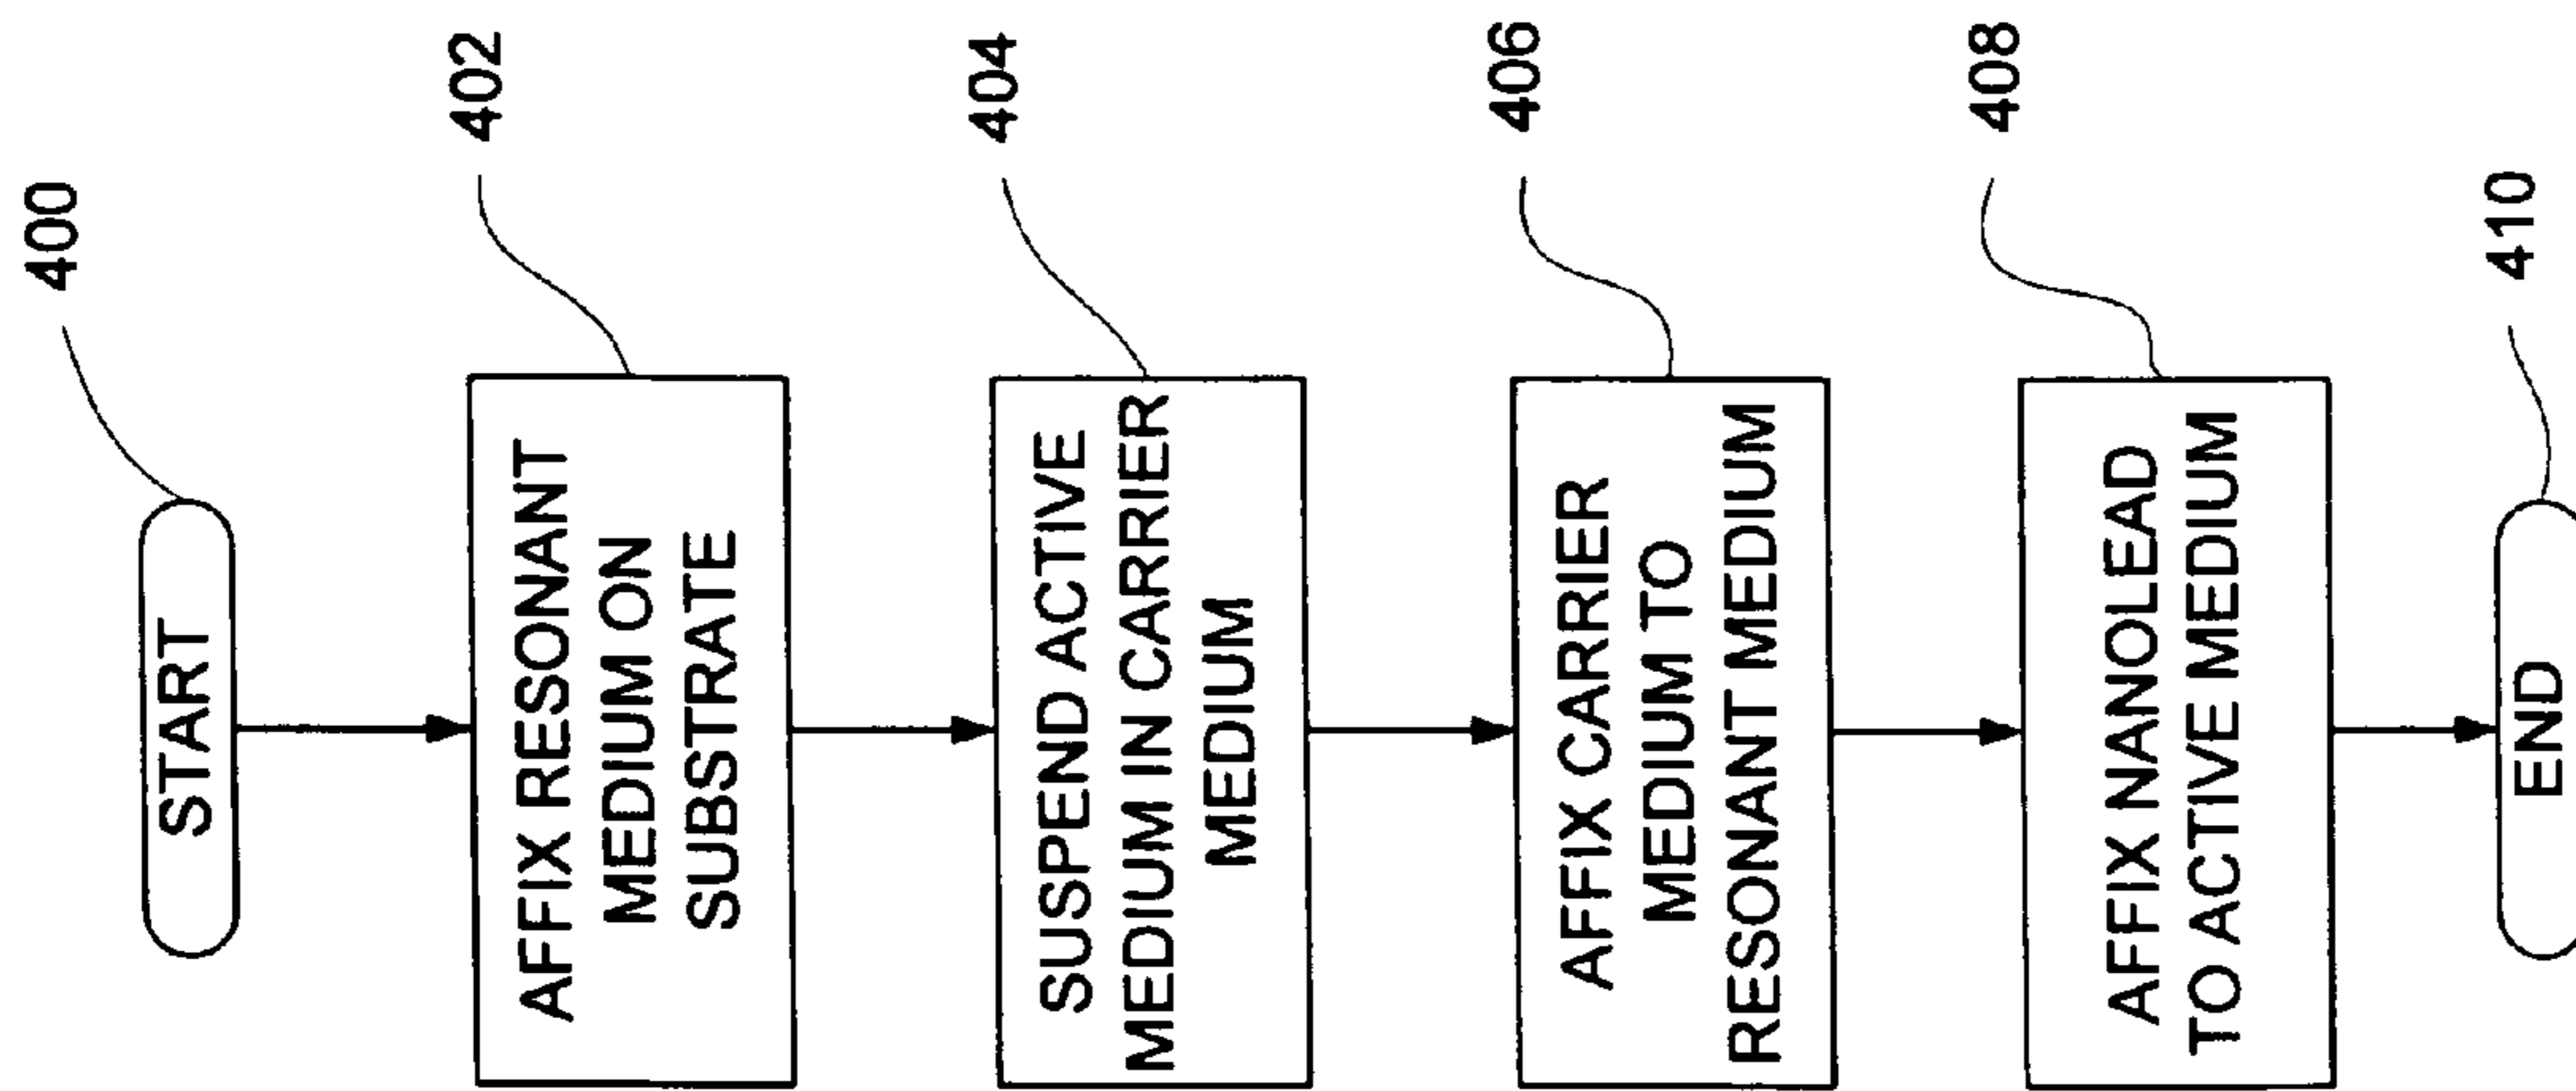 400
START
402
AFFIX RESONANT
MEDIUM ON
SUBSTRATE
404
SUSPEND ACTIVE
MEDIUM IN CARRIER
MEDIUM
406
AFFIX CARRIER
MEDIUM TO
RESONANT MEDIUM
408
AFFIX NANOLEAD
TO ACTIVE MEDIUM
410
END